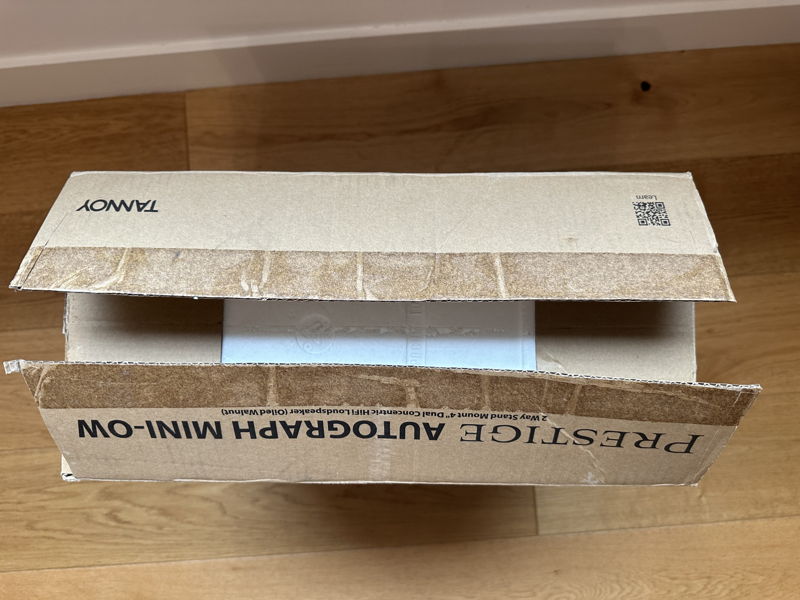 TANNOY
Learn
PRESTIGE AUTOGRAPH MINI-OW
2 Way Stand Mount 4" Dual Concentric HiFi Loudspeaker (Oiled Walnut)